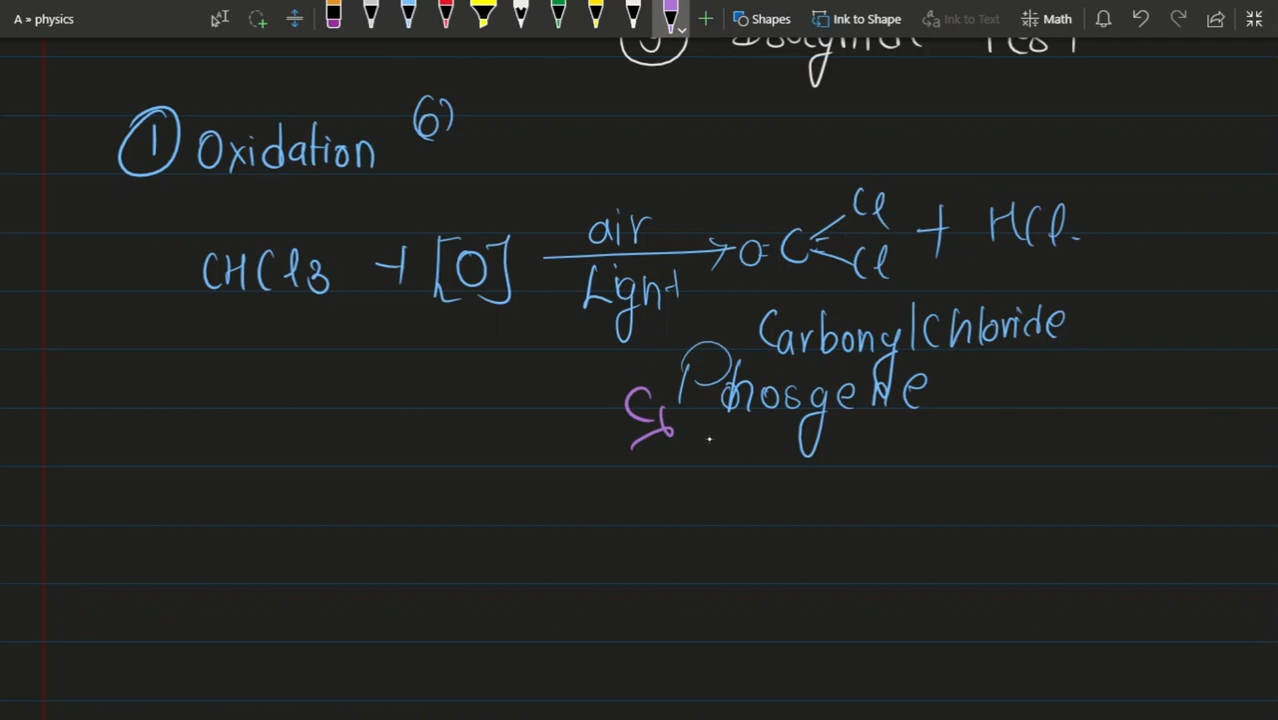 A » physics
Shapes
Ink to Shape
Ink to Text
Math
Test
① Oxidation
CHCl3 + [O] air Light → O=C Cl Cl + HCl.
Carbonyl Chloride
Phosgene